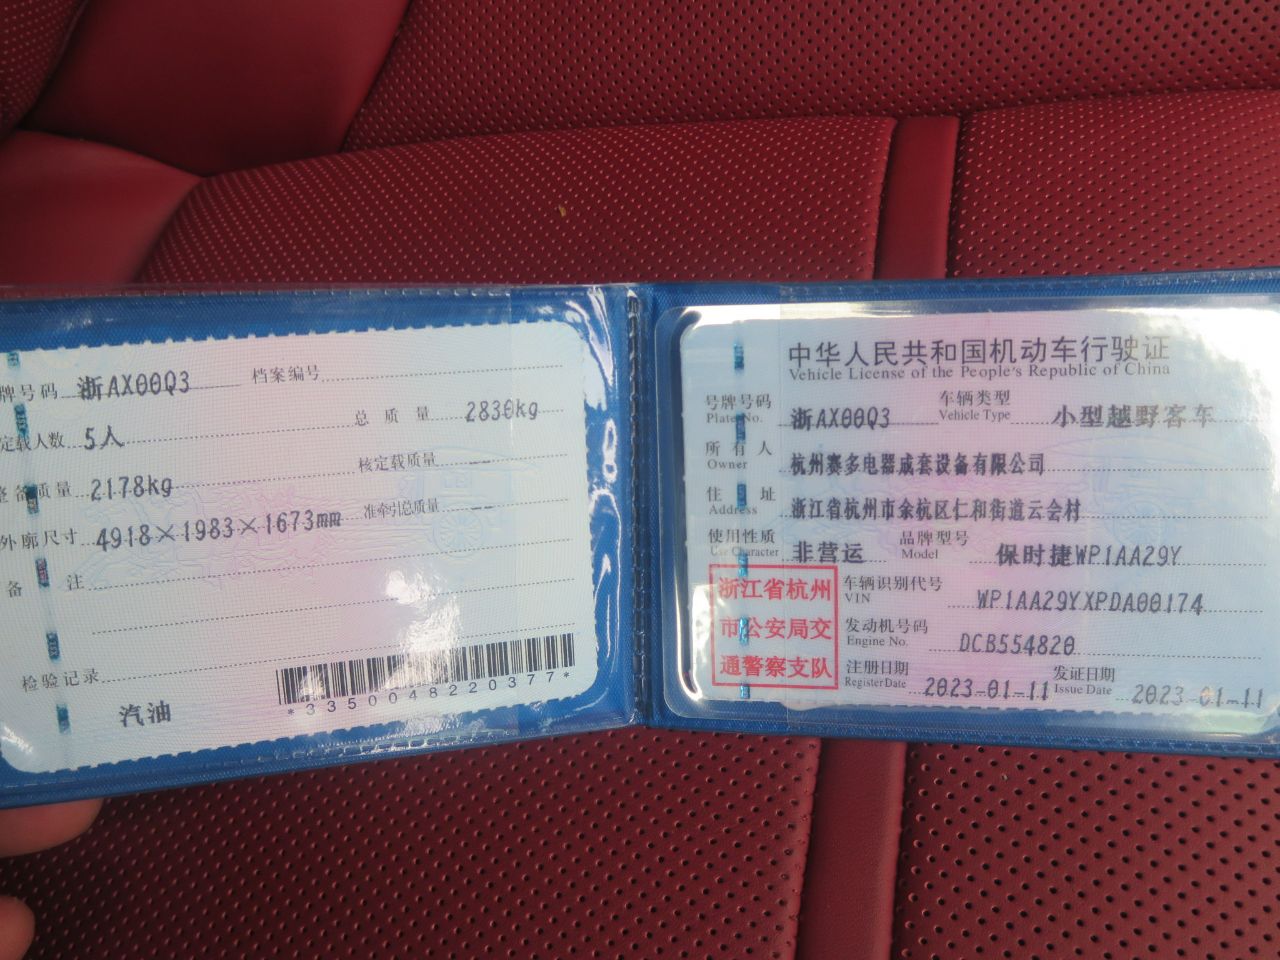 牌号码 浙AX00Q3 档案编号
定载人数 5人 总质量 2830kg
整备质量 2178kg 核定载质量 --
外廓尺寸 4918×1983×1673mm 准牵引总质量 --
备注
检验记录
汽油
*3350048220377*
中华人民共和国机动车行驶证
Vehicle License of the People's Republic of China
号牌号码 浙AX00Q3 车辆类型 小型越野客车
Plate No. Vehicle Type
所有人 杭州赛多电器成套设备有限公司
Owner
住址 浙江省杭州市余杭区仁和街道云会村
Address
使用性质 非营运 品牌型号 保时捷WP1AA29Y
Use Character Model
浙江省杭州
市公安局交
通警察支队
车辆识别代号 WP1AA29YXPDA00174
VIN
发动机号码 DCB554820
Engine No.
注册日期 2023-01-11 发证日期 2023-01-11
Register Date Issue Date